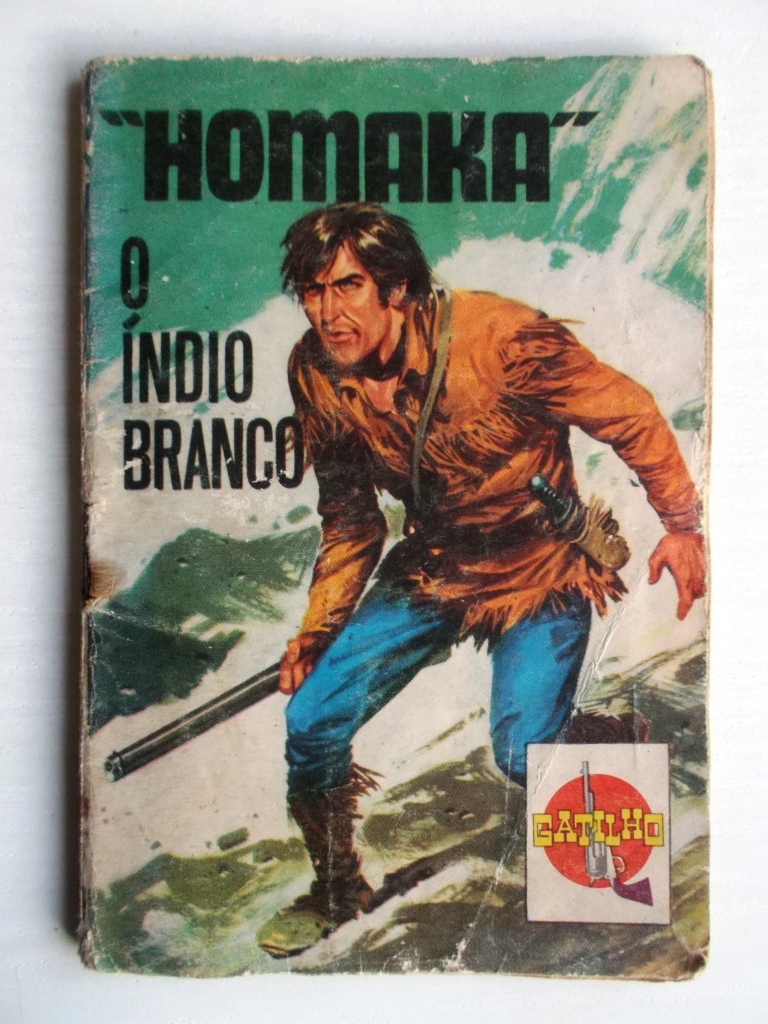 "HOMAKA"
O
ÍNDIO
BRANCO
GATILHO